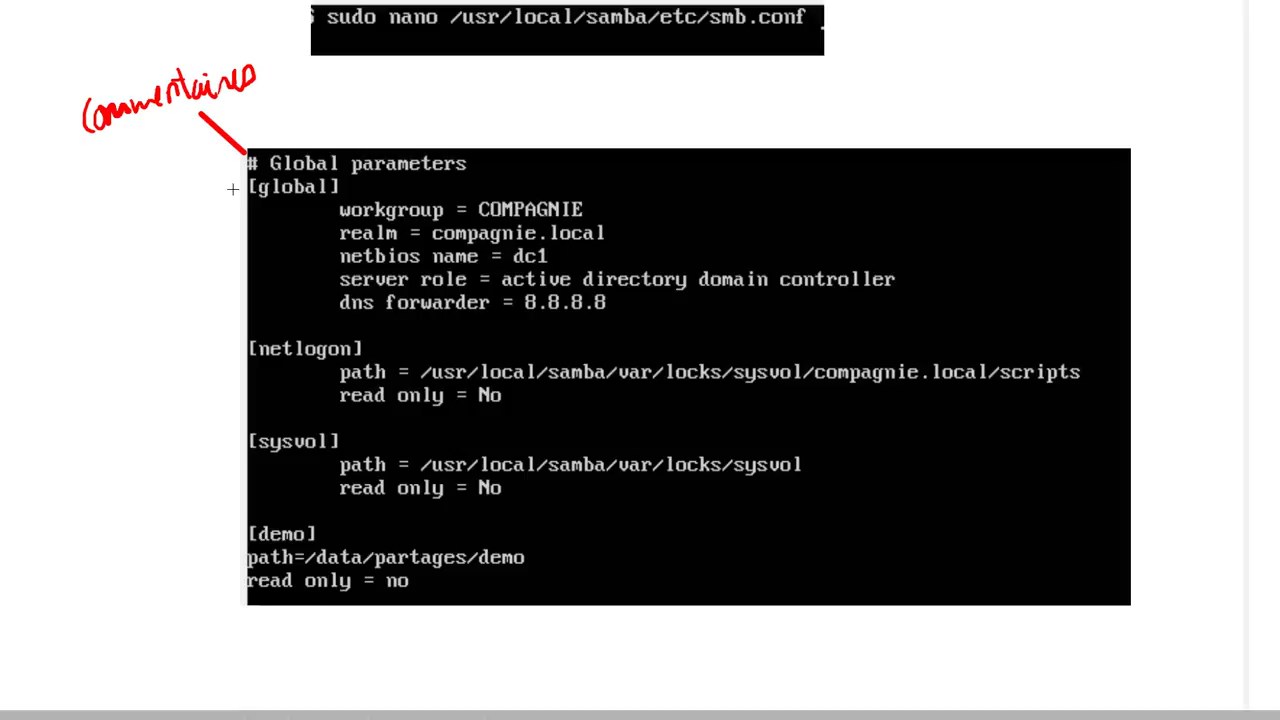 sudo nano /usr/local/samba/etc/smb.conf
Commentaires
# Global parameters
[global]
workgroup = COMPAGNIE
realm = compagnie.local
netbios name = dc1
server role = active directory domain controller
dns forwarder = 8.8.8.8
[netlogon]
path = /usr/local/samba/var/locks/sysvol/compagnie.local/scripts
read only = No
[sysvol]
path = /usr/local/samba/var/locks/sysvol
read only = No
[demo]
path=/data/partages/demo
read only = no